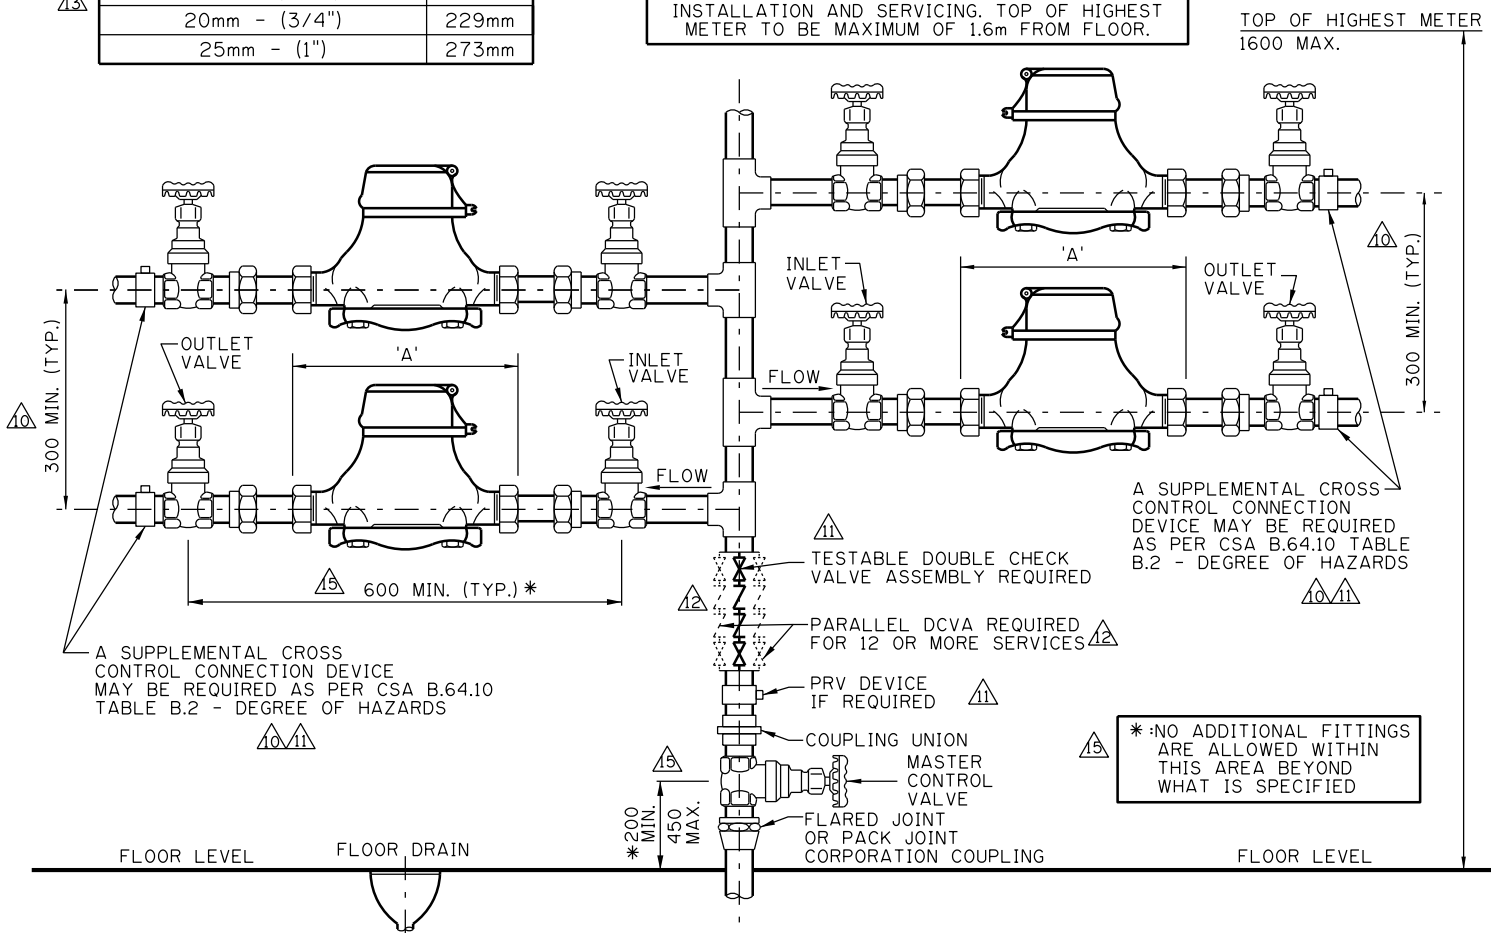 13
20mm - (3/4") 229mm
25mm - (1") 273mm
INSTALLATION AND SERVICING. TOP OF HIGHEST
METER TO BE MAXIMUM OF 1.6m FROM FLOOR.
TOP OF HIGHEST METER
1600 MAX.
10
300 MIN. (TYP.)
'A'
INLET
VALVE
OUTLET
VALVE
FLOW
OUTLET
VALVE
'A'
INLET
VALVE
10
300 MIN. (TYP.)
FLOW
A SUPPLEMENTAL CROSS
CONTROL CONNECTION
DEVICE MAY BE REQUIRED
AS PER CSA B.64.10 TABLE
B.2 - DEGREE OF HAZARDS
10 11
11
TESTABLE DOUBLE CHECK
VALVE ASSEMBLY REQUIRED
15 600 MIN. (TYP.) *
12
PARALLEL DCVA REQUIRED
FOR 12 OR MORE SERVICES 12
A SUPPLEMENTAL CROSS
CONTROL CONNECTION DEVICE
MAY BE REQUIRED AS PER CSA B.64.10
TABLE B.2 - DEGREE OF HAZARDS
10 11
PRV DEVICE
IF REQUIRED 11
COUPLING UNION
15
MASTER
CONTROL
VALVE
15
* :NO ADDITIONAL FITTINGS
ARE ALLOWED WITHIN
THIS AREA BEYOND
WHAT IS SPECIFIED
*200
MIN.
450
MAX.
FLARED JOINT
OR PACK JOINT
CORPORATION COUPLING
FLOOR LEVEL
FLOOR DRAIN
FLOOR LEVEL